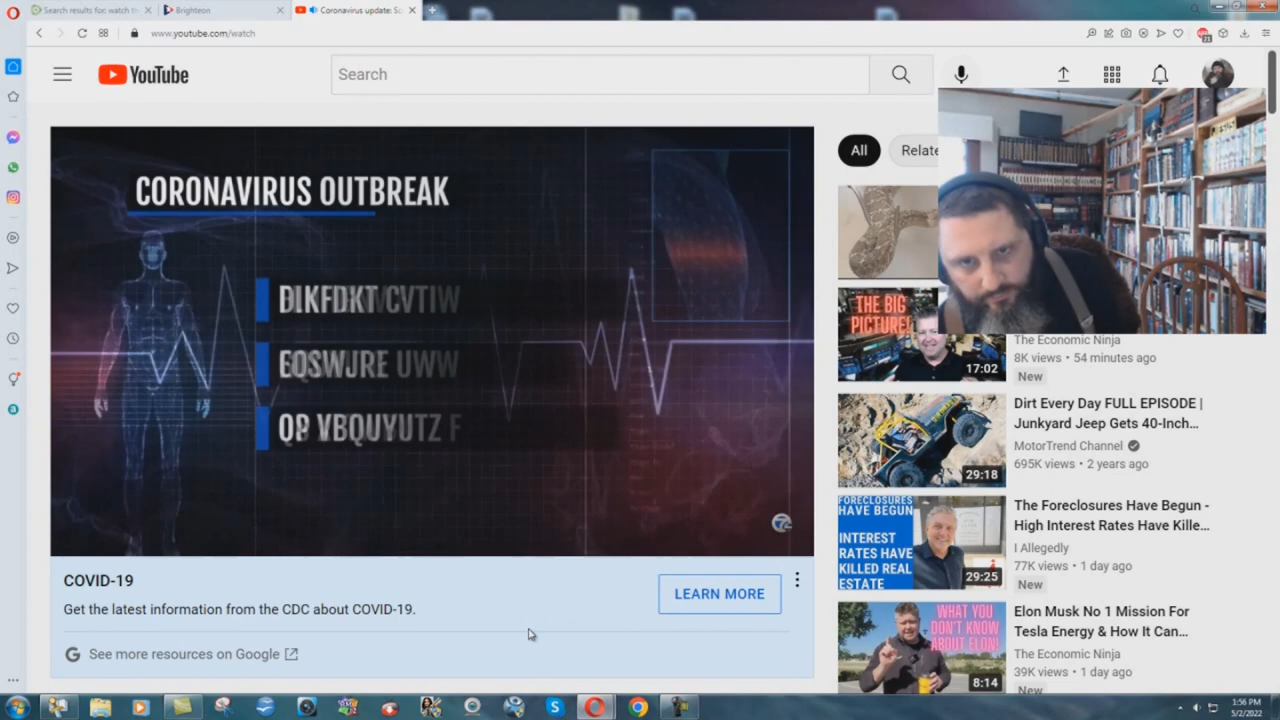 Search results for: watch th
Brighteon
Coronavirus update: Sc
www.youtube.com/watch
YouTube
Search
CORONAVIRUS OUTBREAK
All
Relate
THE BIG
PICTURE!
17:02
The Economic Ninja
8K views • 54 minutes ago
New
29:18
Dirt Every Day FULL EPISODE |
Junkyard Jeep Gets 40-Inch...
MotorTrend Channel
695K views • 2 years ago
FORECLOSURES
HAVE BEGUN
INTEREST
RATES HAVE
KILLED REAL
ESTATE
29:25
The Foreclosures Have Begun -
High Interest Rates Have Kille...
I Allegedly
77K views • 1 day ago
New
WHAT YOU
DON'T KNOW
ABOUT ELON!
8:14
Elon Musk No 1 Mission For
Tesla Energy & How It Can...
The Economic Ninja
39K views • 1 day ago
New
COVID-19
Get the latest information from the CDC about COVID-19.
LEARN MORE
See more resources on Google
1:56 PM
5/2/2022